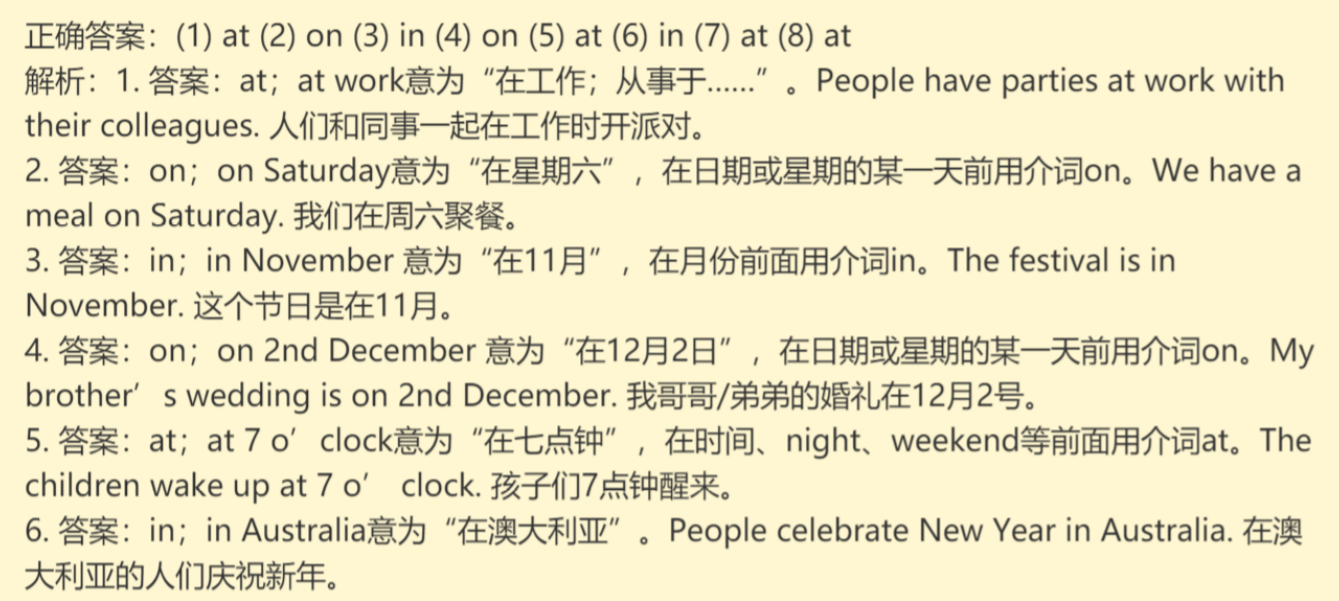 正确答案：(1) at (2) on (3) in (4) on (5) at (6) in (7) at (8) at
解析：1. 答案：at；at work意为“在工作；从事于……”。People have parties at work with
their colleagues. 人们和同事一起在工作时开派对。
2. 答案：on；on Saturday意为“在星期六”，在日期或星期的某一天前用介词on。We have a
meal on Saturday. 我们在周六聚餐。
3. 答案：in；in November 意为“在11月”，在月份前面用介词in。The festival is in
November. 这个节日是在11月。
4. 答案：on；on 2nd December 意为“在12月2日”，在日期或星期的某一天前用介词on。My
brother’s wedding is on 2nd December. 我哥哥/弟弟的婚礼在12月2号。
5. 答案：at；at 7 o’clock意为“在七点钟”，在时间、night、weekend等前面用介词at。The
children wake up at 7 o’ clock. 孩子们7点钟醒来。
6. 答案：in；in Australia意为“在澳大利亚”。People celebrate New Year in Australia. 在澳
大利亚的人们庆祝新年。